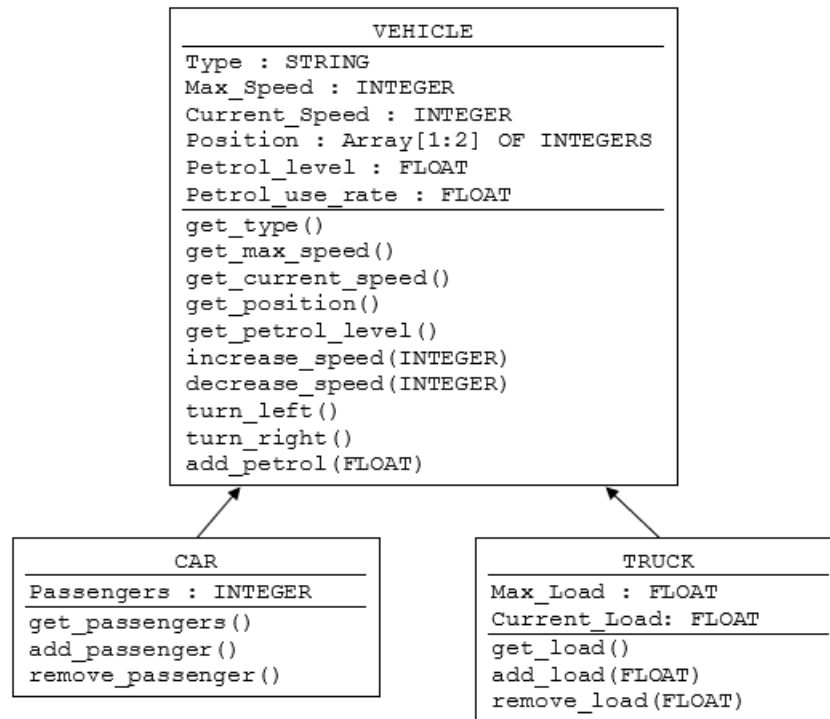 VEHICLE
Type : STRING
Max_Speed : INTEGER
Current_Speed : INTEGER
Position : Array[1:2] OF INTEGERS
Petrol_level : FLOAT
Petrol_use_rate : FLOAT
get_type()
get_max_speed()
get_current_speed()
get_position()
get_petrol_level()
increase_speed(INTEGER)
decrease_speed(INTEGER)
turn_left()
turn_right()
add_petrol(FLOAT)
CAR
Passengers : INTEGER
get_passengers()
add_passenger()
remove_passenger()
TRUCK
Max_Load : FLOAT
Current_Load: FLOAT
get_load()
add_load(FLOAT)
remove_load(FLOAT)